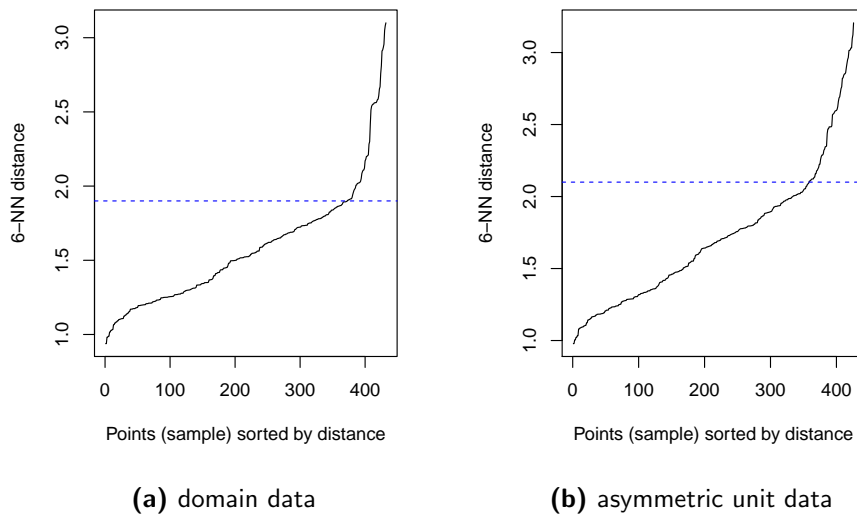 3.0
2.5
2.0
1.5
1.0
6−NN distance
0 100 200 300 400
Points (sample) sorted by distance
(a) domain data
3.0
2.5
2.0
1.5
1.0
6−NN distance
0 100 200 300 400
Points (sample) sorted by distance
(b) asymmetric unit data